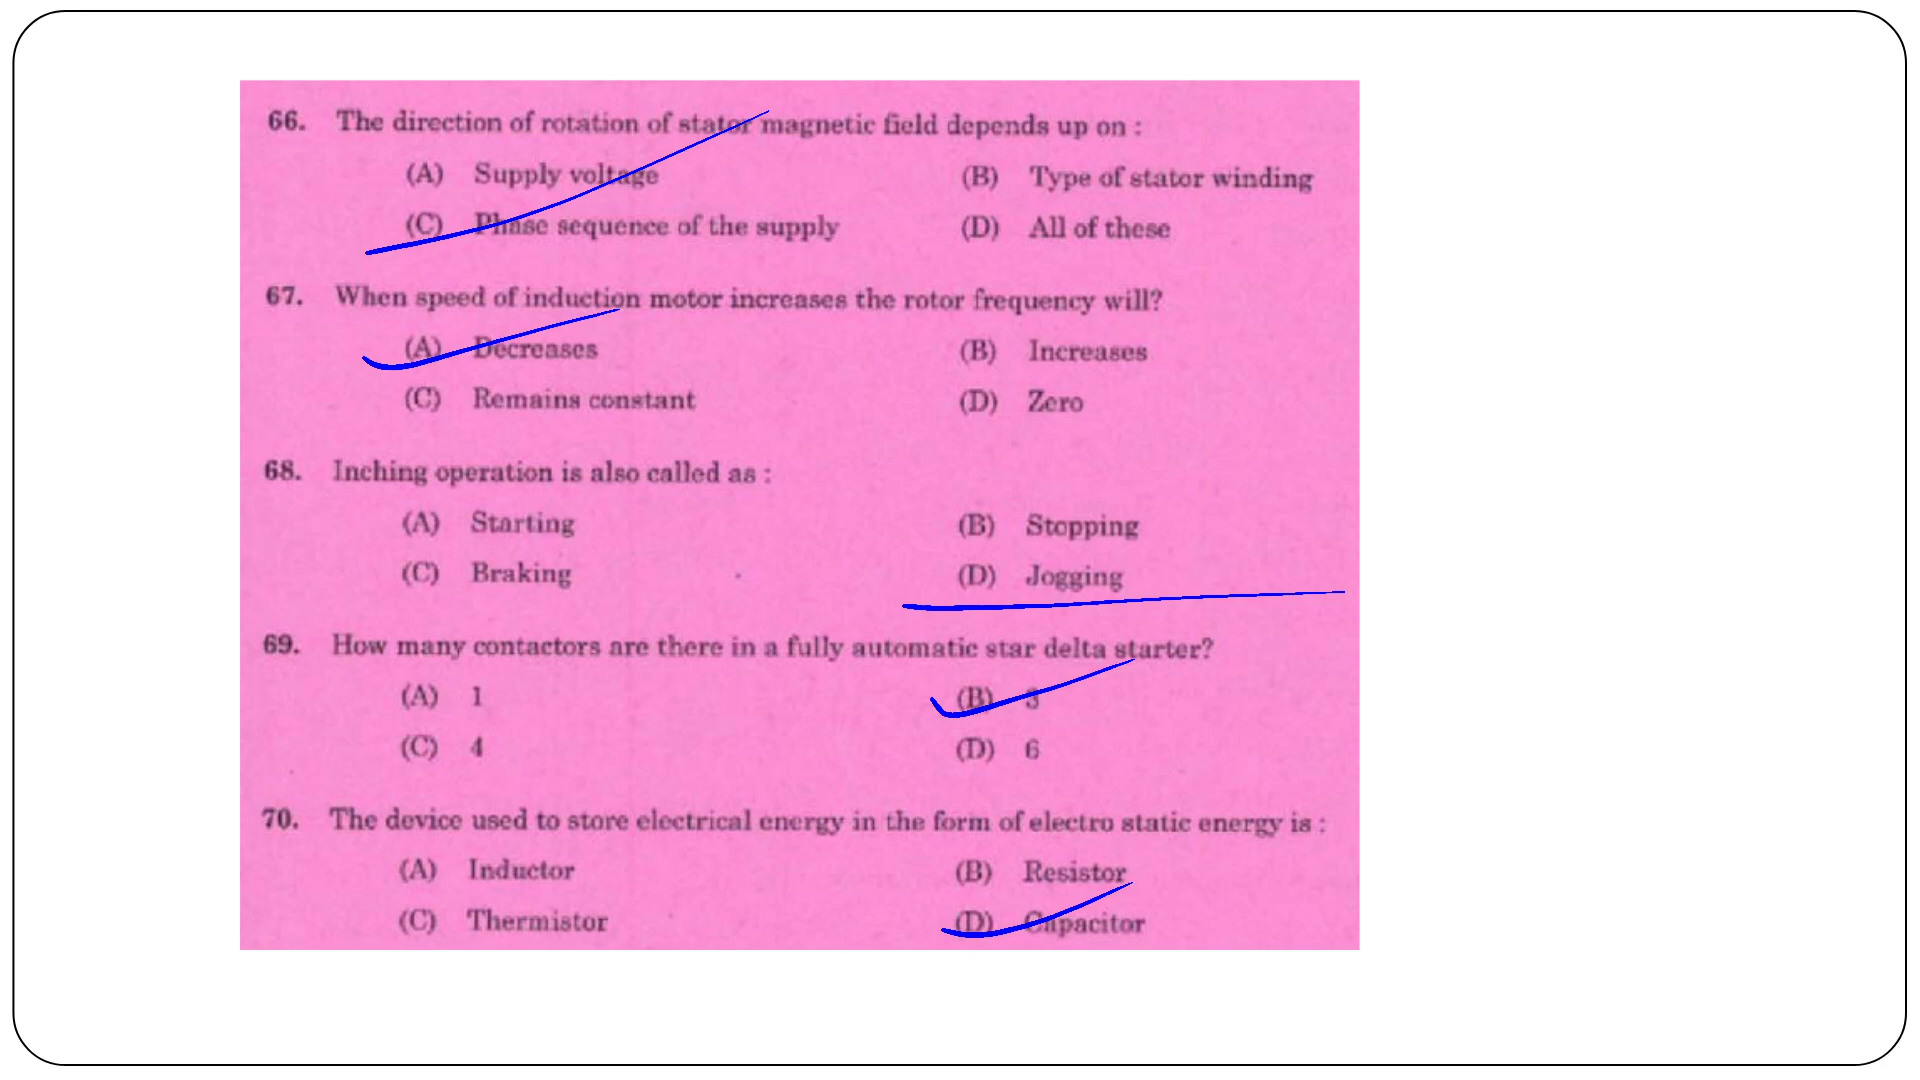 66. The direction of rotation of stator magnetic field depends up on :
(A) Supply voltage (B) Type of stator winding
(C) Phase sequence of the supply (D) All of these
67. When speed of induction motor increases the rotor frequency will?
(A) Decreases (B) Increases
(C) Remains constant (D) Zero
68. Inching operation is also called as :
(A) Starting (B) Stopping
(C) Braking (D) Jogging
69. How many contactors are there in a fully automatic star delta starter?
(A) 1 (B) 3
(C) 4 (D) 6
70. The device used to store electrical energy in the form of electro static energy is :
(A) Inductor (B) Resistor
(C) Thermistor (D) Capacitor